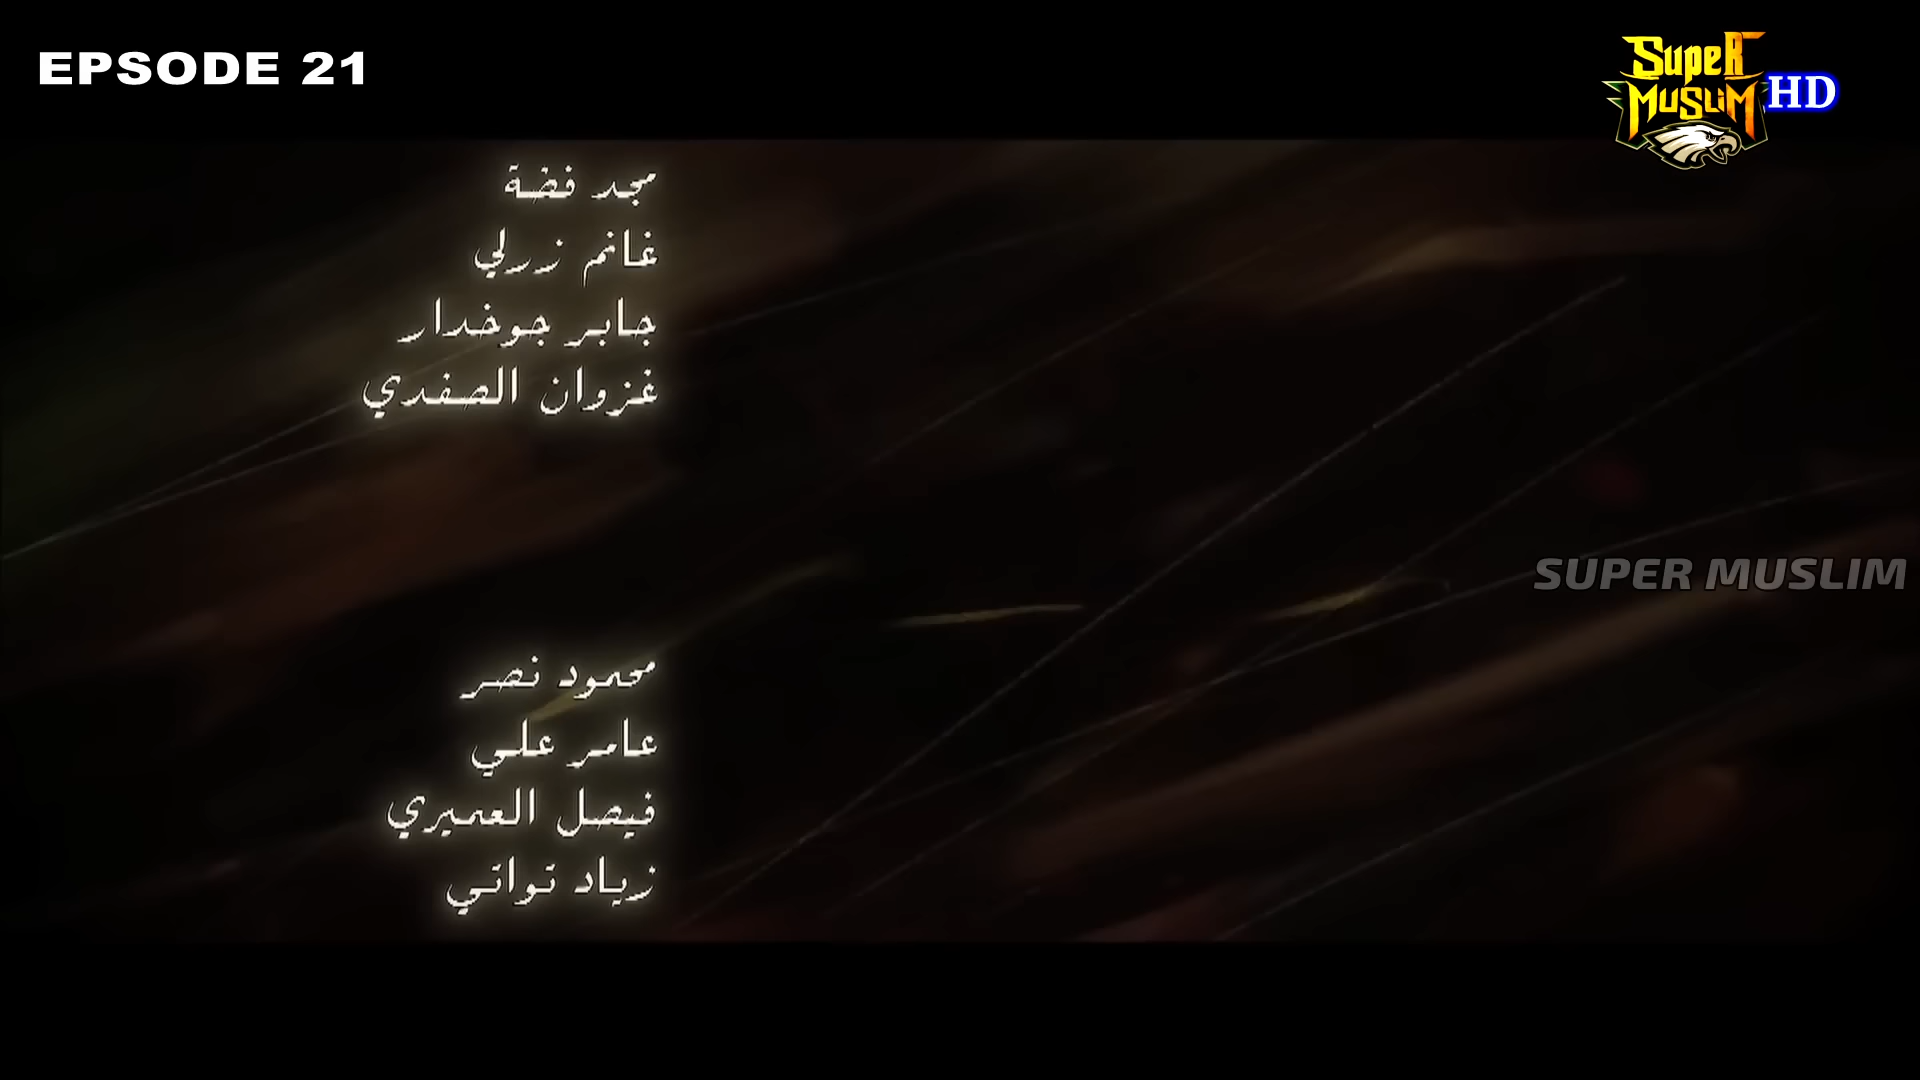 EPSODE 21
SUPER
MUSLIM HD
مجد فضة
غانم زرلي
جابر جوخدار
غزوان الصفدي
SUPER MUSLIM
محمود نصر
عامر علي
فيصل العميري
زياد تواتي